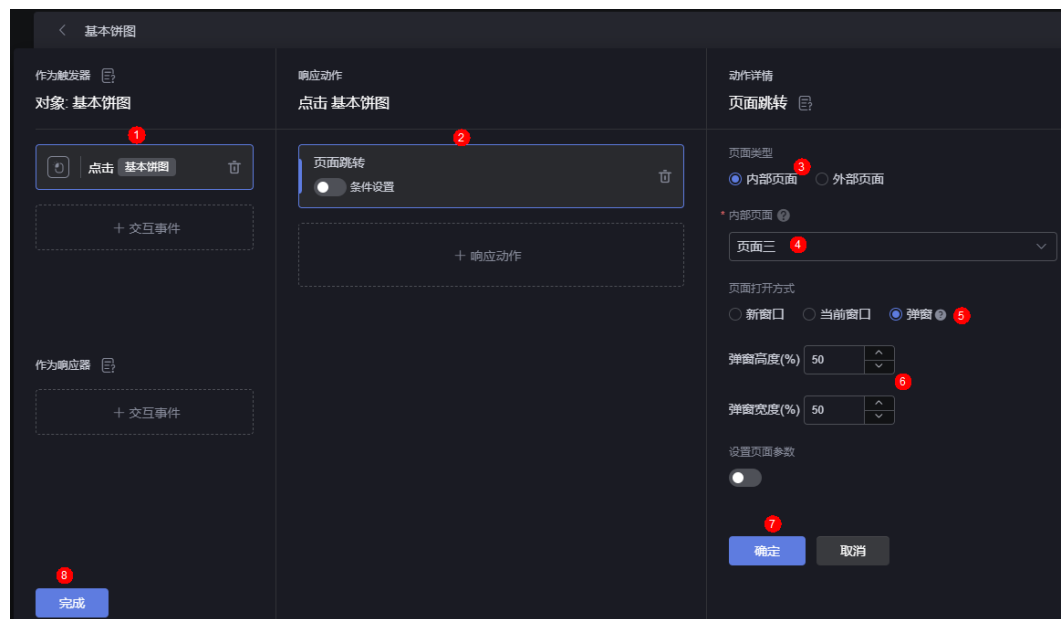 基本饼图
作为触发器
对象: 基本饼图
1
点击 基本饼图
+ 交互事件
作为响应器
+ 交互事件
8
完成
响应动作
点击 基本饼图
2
页面跳转
条件设置
+ 响应动作
动作详情
页面跳转
页面类型
3
内部页面 外部页面
* 内部页面
页面三 4
页面打开方式
新窗口 当前窗口 弹窗 5
弹窗高度(%) 50
6
弹窗宽度(%) 50
设置页面参数
7
确定 取消